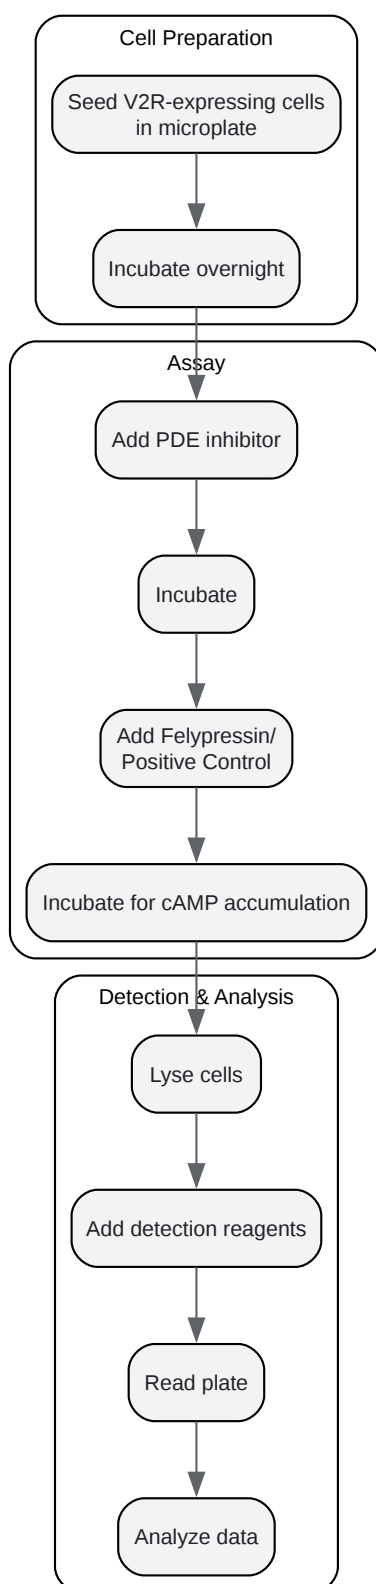 Cell Preparation
Seed V2R-expressing cells
in microplate
Incubate overnight
Assay
Add PDE inhibitor
Incubate
Add Felypressin/
Positive Control
Incubate for cAMP accumulation
Detection & Analysis
Lyse cells
Add detection reagents
Read plate
Analyze data